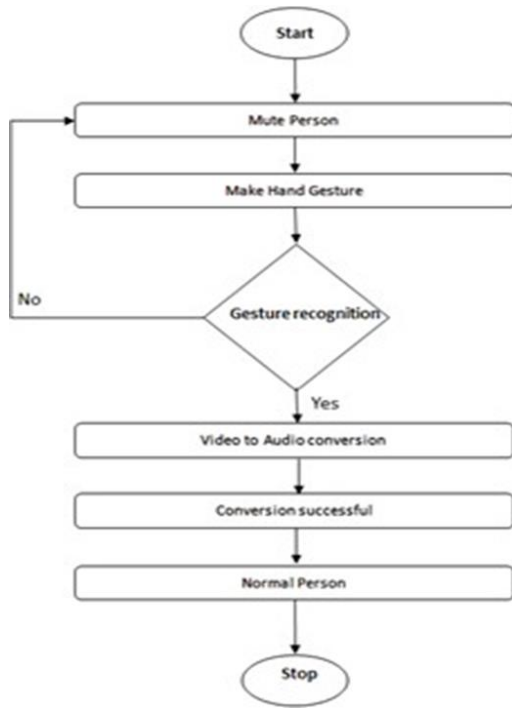 Start
Mute Person
Make Hand Gesture
Gesture recognition
No
Yes
Video to Audio conversion
Conversion successful
Normal Person
Stop